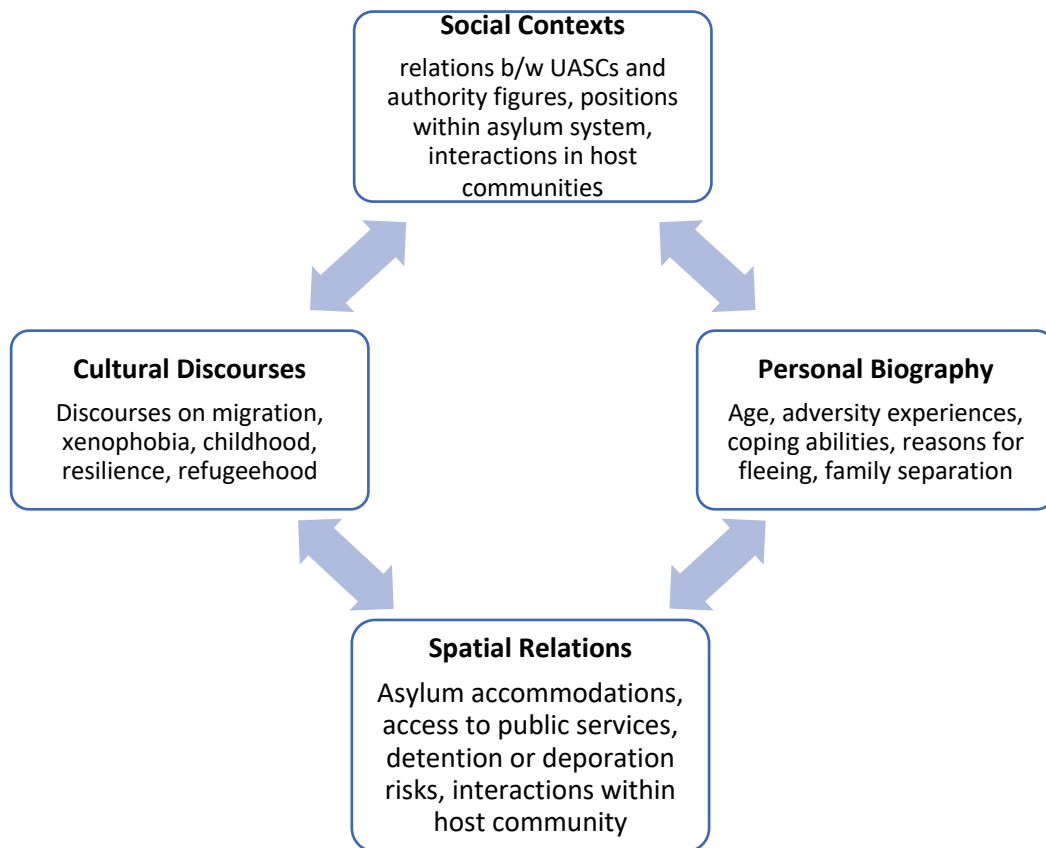 Social Contexts
relations b/w UASCs and
authority figures, positions
within asylum system,
interactions in host
communities
Cultural Discourses
Discourses on migration,
xenophobia, childhood,
resilience, refugeehood
Personal Biography
Age, adversity experiences,
coping abilities, reasons for
fleeing, family separation
Spatial Relations
Asylum accommodations,
access to public services,
detention or deporation
risks, interactions within
host community